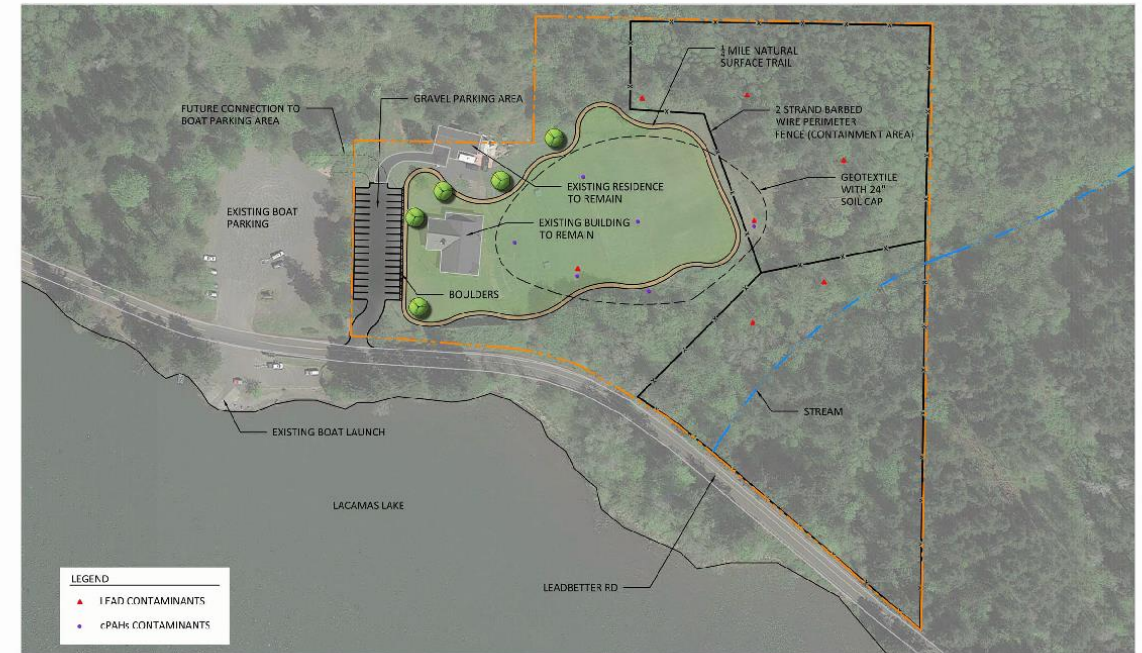 ¼ MILE NATURAL
SURFACE TRAIL
GRAVEL PARKING AREA
FUTURE CONNECTION TO
BOAT PARKING AREA
2 STRAND BARBED
WIRE PERIMETER
FENCE (CONTAINMENT AREA)
GEOTEXTILE
WITH 24"
SOIL CAP
EXISTING RESIDENCE
TO REMAIN
EXISTING BOAT
PARKING
EXISTING BUILDING
TO REMAIN
BOULDERS
STREAM
EXISTING BOAT LAUNCH
LACAMAS LAKE
LEADBETTER RD
LEGEND
LEAD CONTAMINANTS
cPAHs CONTAMINANTS